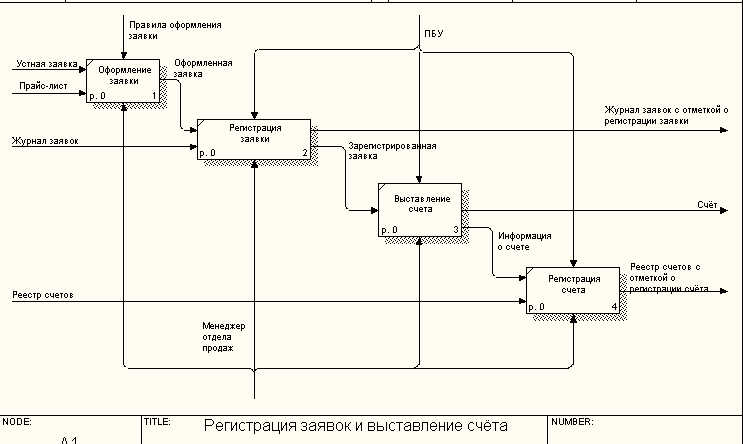 Правила оформления
заявки
ПБУ
Устная заявка
Прайс-лист
Оформление
заявки
р. 0
1
Оформленная
заявка
Журнал заявок
Регистрация
заявки
р. 0
2
Журнал заявок с отметкой о
регистрации заявки
Зарегистрированная
заявка
Выставление
счета
р. 0
3
Счёт
Информация
о счете
Реестр счетов
Регистрация
счета
р. 0
4
Реестр счетов с
отметкой о
регистрации счёта
Менеджер
отдела
продаж
NODE:
A1
TITLE:
Регистрация заявок и выставление счёта
NUMBER: